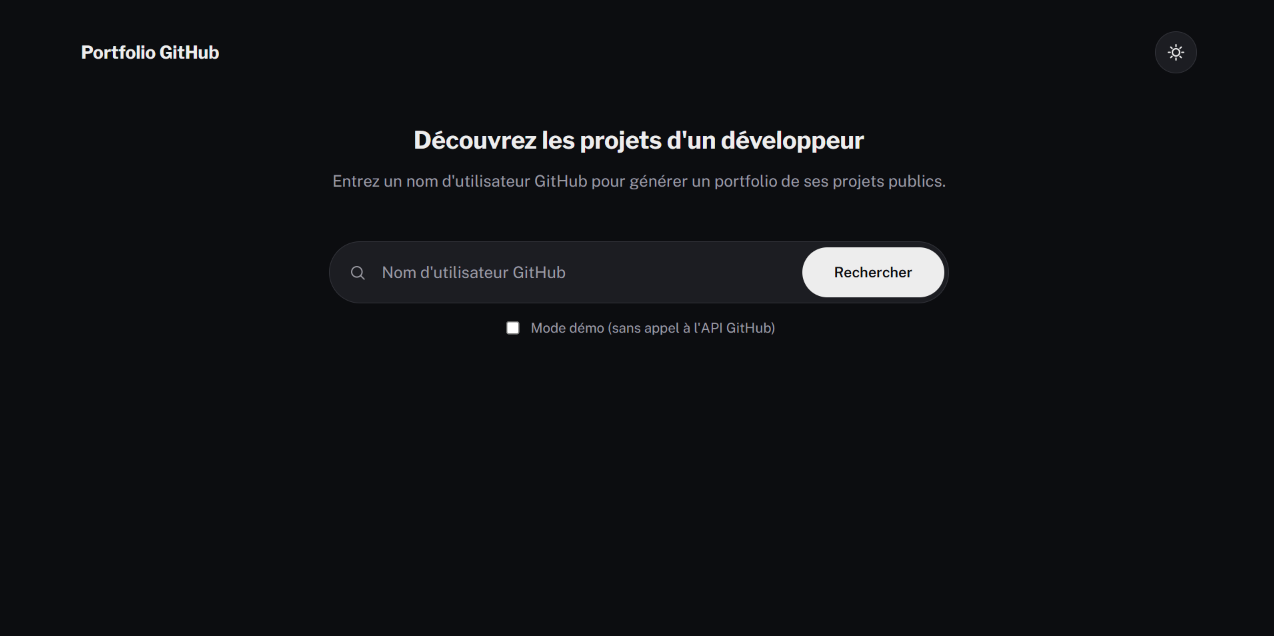 Portfolio GitHub
Découvrez les projets d'un développeur
Entrez un nom d'utilisateur GitHub pour générer un portfolio de ses projets publics.
Nom d'utilisateur GitHub
Rechercher
Mode démo (sans appel à l'API GitHub)